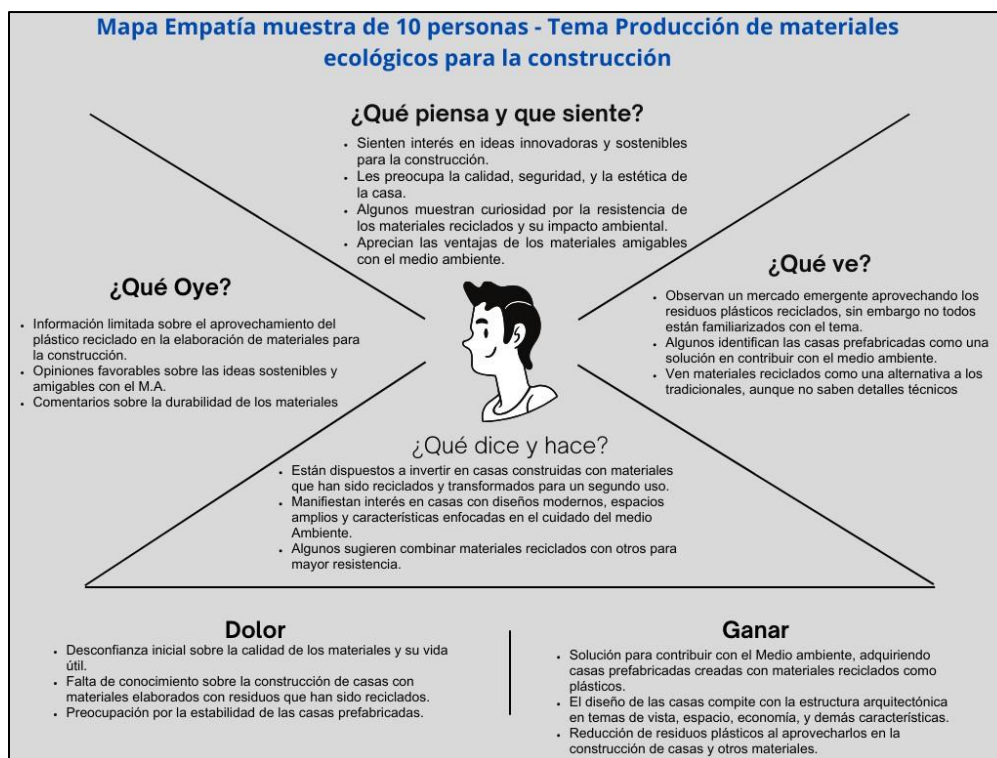 Mapa Empatía muestra de 10 personas - Tema Producción de materiales
ecológicos para la construcción
¿Qué piensa y que siente?
• Sienten interés en ideas innovadoras y sostenibles
para la construcción.
• Les preocupa la calidad, seguridad, y la estética de
la casa.
• Algunos muestran curiosidad por la resistencia de
los materiales reciclados y su impacto ambiental.
• Aprecian las ventajas de los materiales amigables
con el medio ambiente.
¿Qué Oye?
• Información limitada sobre el aprovechamiento del
plástico reciclado en la elaboración de materiales para
la construcción.
• Opiniones favorables sobre las ideas sostenibles y
amigables con el M.A.
• Comentarios sobre la durabilidad de los materiales
¿Qué ve?
• Observan un mercado emergente aprovechando los
residuos plásticos reciclados, sin embargo no todos
están familiarizados con el tema.
• Algunos identifican las casas prefabricadas como una
solución en contribuir con el medio ambiente.
• Ven materiales reciclados como una alternativa a los
tradicionales, aunque no saben detalles técnicos
¿Qué dice y hace?
• Están dispuestos a invertir en casas construidas con materiales
que han sido reciclados y transformados para un segundo uso.
• Manifiestan interés en casas con diseños modernos, espacios
amplios y características enfocadas en el cuidado del medio
Ambiente.
• Algunos sugieren combinar materiales reciclados con otros para
mayor resistencia.
Dolor
• Desconfianza inicial sobre la calidad de los materiales y su vida
útil.
• Falta de conocimiento sobre la construcción de casas con
materiales elaborados con residuos que han sido reciclados.
• Preocupación por la estabilidad de las casas prefabricadas.
Ganar
• Solución para contribuir con el Medio ambiente, adquiriendo
casas prefabricadas creadas con materiales reciclados como
plásticos.
• El diseño de las casas compite con la estructura arquitectónica
en temas de vista, espacio, economía, y demás características.
• Reducción de residuos plásticos al aprovecharlos en la
construcción de casas y otros materiales.